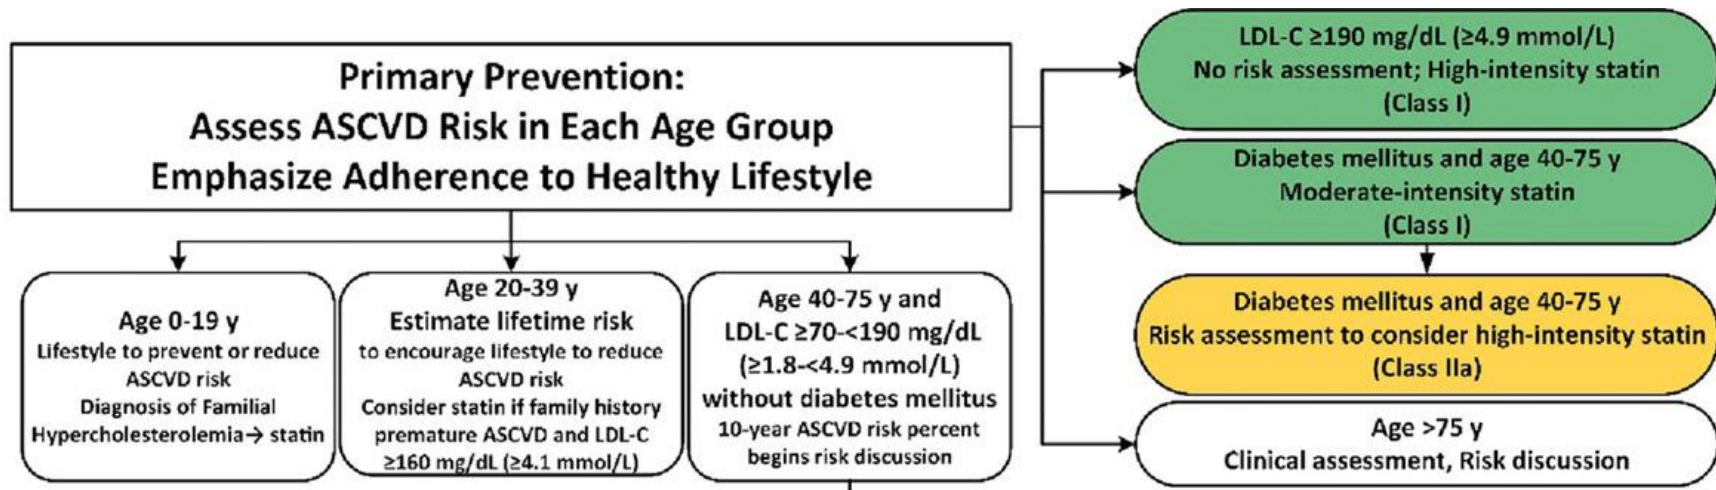 Primary Prevention:
Assess ASCVD Risk in Each Age Group
Emphasize Adherence to Healthy Lifestyle
Age 0-19 y
Lifestyle to prevent or reduce
ASCVD risk
Diagnosis of Familial
Hypercholesterolemia→ statin
Age 20-39 y
Estimate lifetime risk
to encourage lifestyle to reduce
ASCVD risk
Consider statin if family history
premature ASCVD and LDL-C
≥160 mg/dL (≥4.1 mmol/L)
Age 40-75 y and
LDL-C ≥70-<190 mg/dL
(≥1.8-<4.9 mmol/L)
without diabetes mellitus
10-year ASCVD risk percent
begins risk discussion
LDL-C ≥190 mg/dL (≥4.9 mmol/L)
No risk assessment; High-intensity statin
(Class I)
Diabetes mellitus and age 40-75 y
Moderate-intensity statin
(Class I)
Diabetes mellitus and age 40-75 y
Risk assessment to consider high-intensity statin
(Class IIa)
Age >75 y
Clinical assessment, Risk discussion